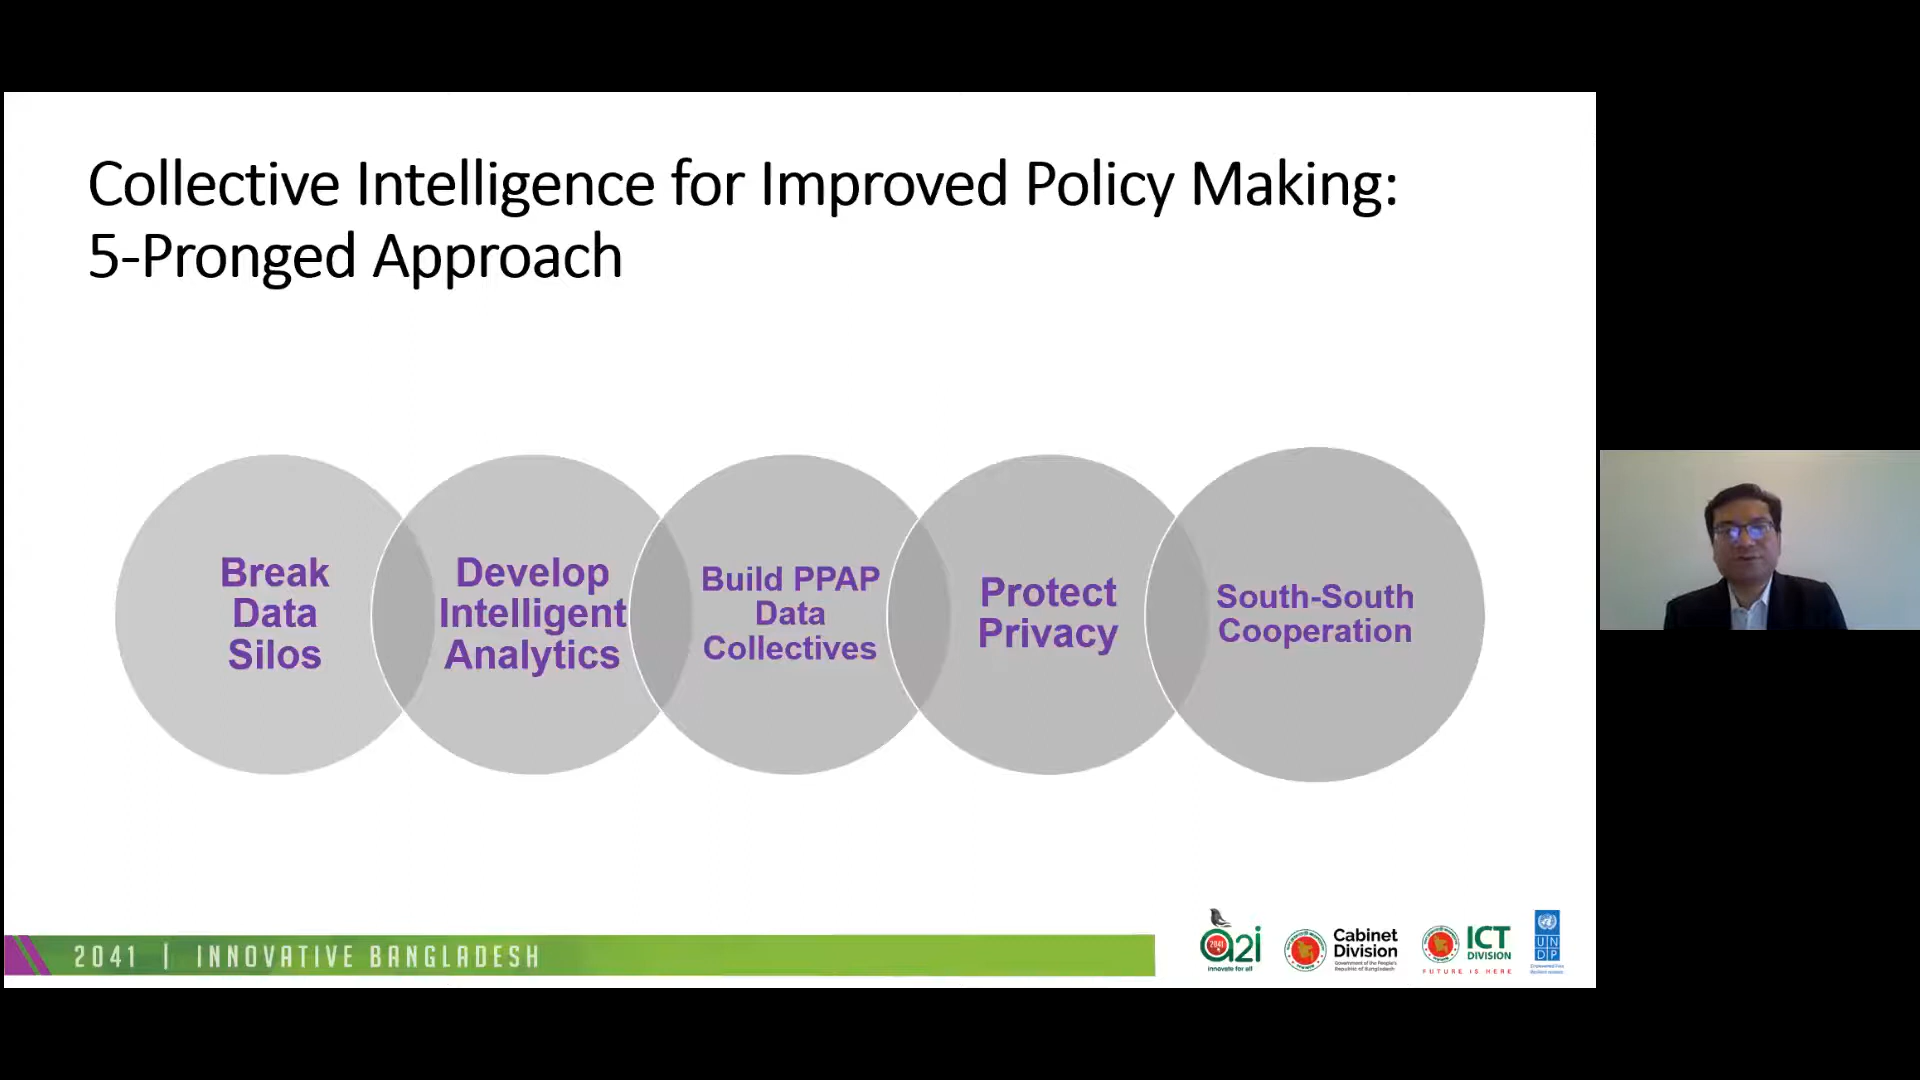 Collective Intelligence for Improved Policy Making:
5-Pronged Approach
Break
Data
Silos
Develop
Intelligent
Analytics
Build PPAP
Data
Collectives
Protect
Privacy
South-South
Cooperation
2041 | INNOVATIVE BANGLADESH
a2i
innovate for all
Cabinet
Division
Government of the People's
Republic of Bangladesh
ICT
DIVISION
FUTURE IS HERE
UN
DP